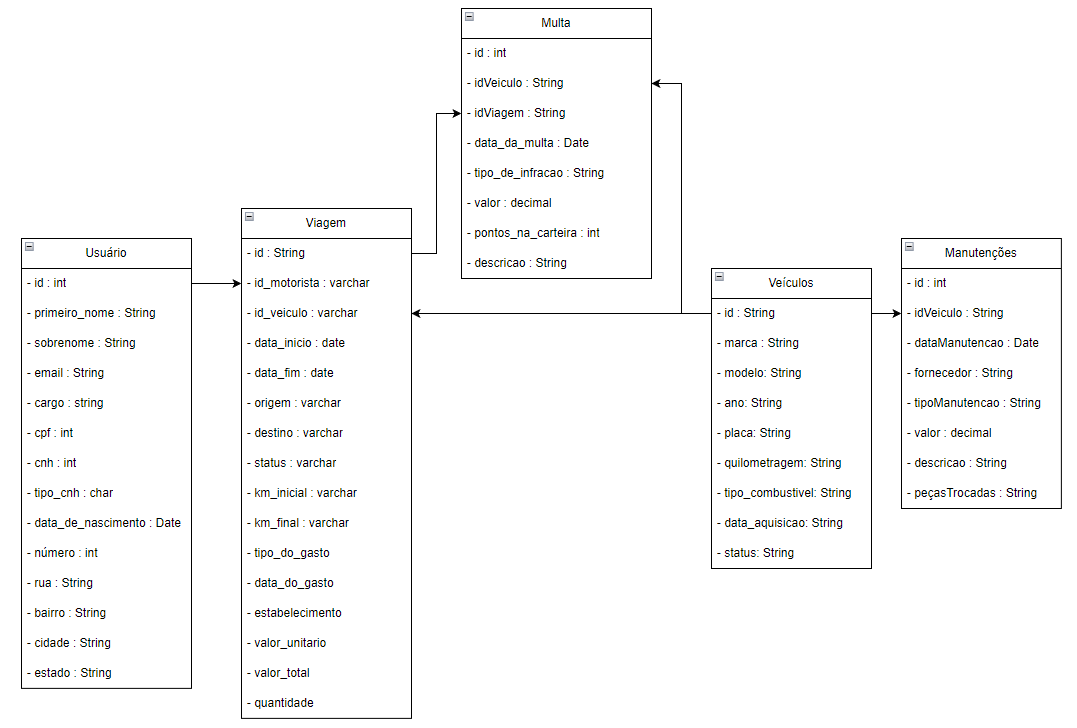 Multa
- id : int
- idVeiculo : String
- idViagem : String
- data_da_multa : Date
- tipo_de_infracao : String
- valor : decimal
- pontos_na_carteira : int
- descricao : String
Viagem
- id : String
- id_motorista : varchar
- id_veiculo : varchar
- data_inicio : date
- data_fim : date
- origem : varchar
- destino : varchar
- status : varchar
- km_inicial : varchar
- km_final : varchar
- tipo_do_gasto
- data_do_gasto
- estabelecimento
- valor_unitario
- valor_total
- quantidade
Usuário
- id : int
- primeiro_nome : String
- sobrenome : String
- email : String
- cargo : string
- cpf : int
- cnh : int
- tipo_cnh : char
- data_de_nascimento : Date
- número : int
- rua : String
- bairro : String
- cidade : String
- estado : String
Veículos
- id : String
- marca : String
- modelo: String
- ano: String
- placa: String
- quilometragem: String
- tipo_combustivel: String
- data_aquisicao: String
- status: String
Manutenções
- id : int
- idVeiculo : String
- dataManutencao : Date
- fornecedor : String
- tipoManutencao : String
- valor : decimal
- descricao : String
- peçasTrocadas : String